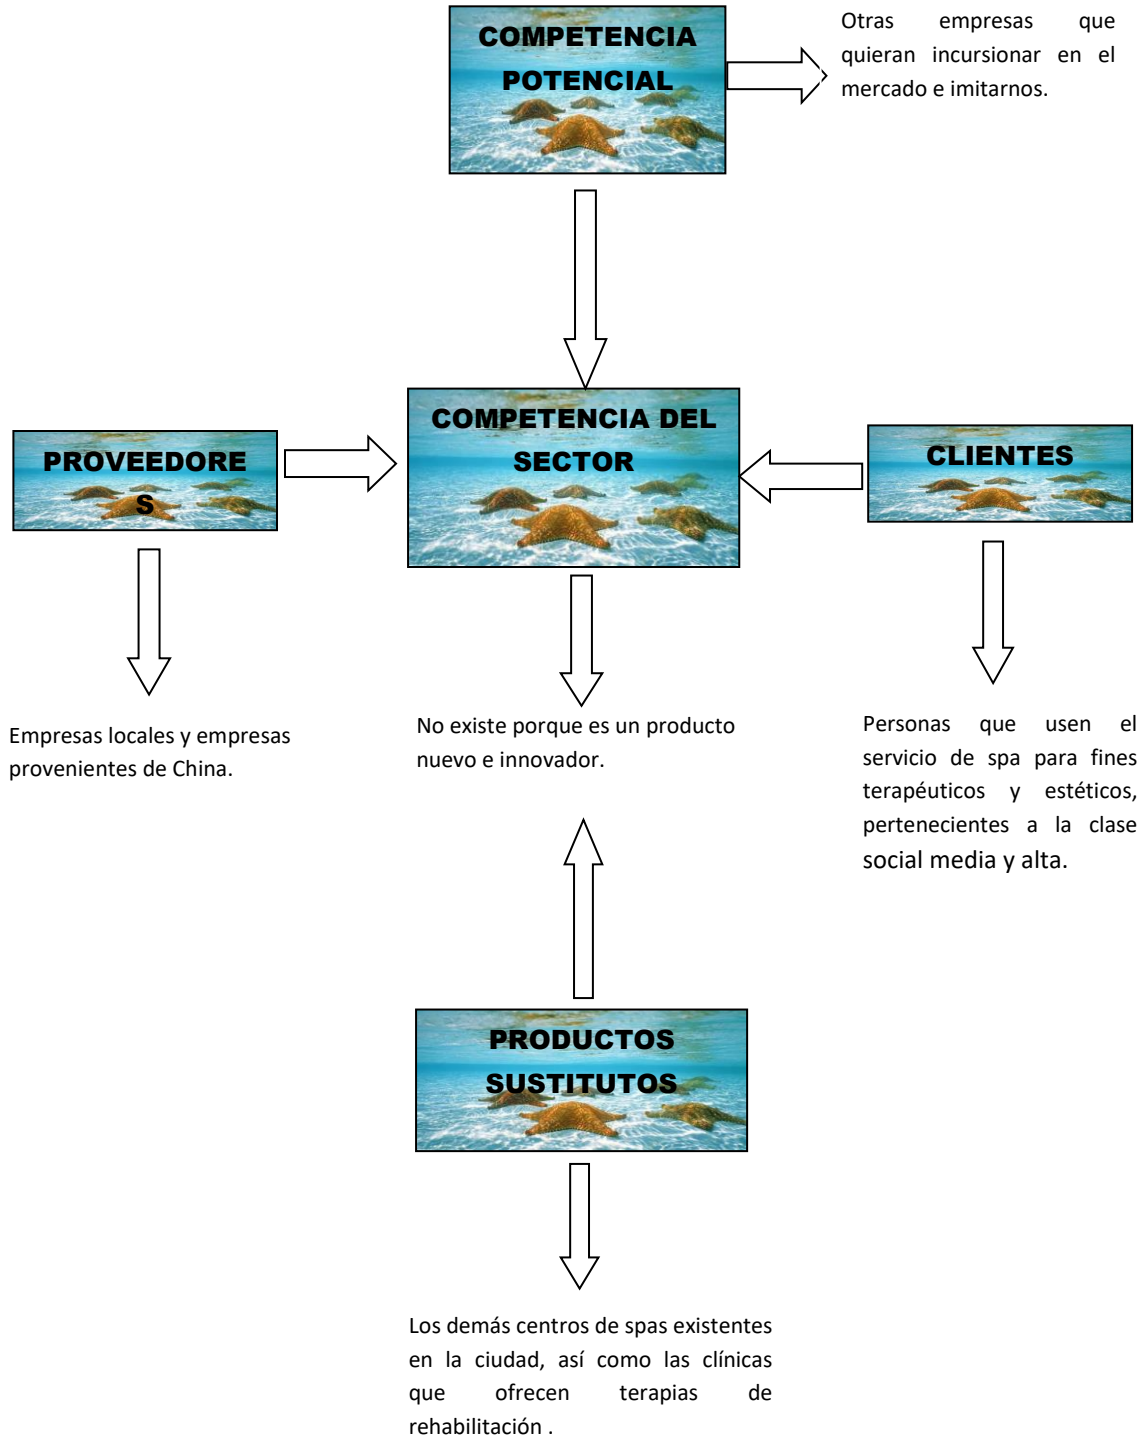 COMPETENCIA
POTENCIAL
Otras empresas que
quieran incursionar en el
mercado e imitarnos.
PROVEEDORE
S
COMPETENCIA DEL
SECTOR
CLIENTES
Empresas locales y empresas
provenientes de China.
No existe porque es un producto
nuevo e innovador.
Personas que usen el
servicio de spa para fines
terapéuticos y estéticos,
pertenecientes a la clase
social media y alta.
PRODUCTOS
SUSTITUTOS
Los demás centros de spas existentes
en la ciudad, así como las clínicas
que ofrecen terapias de
rehabilitación .